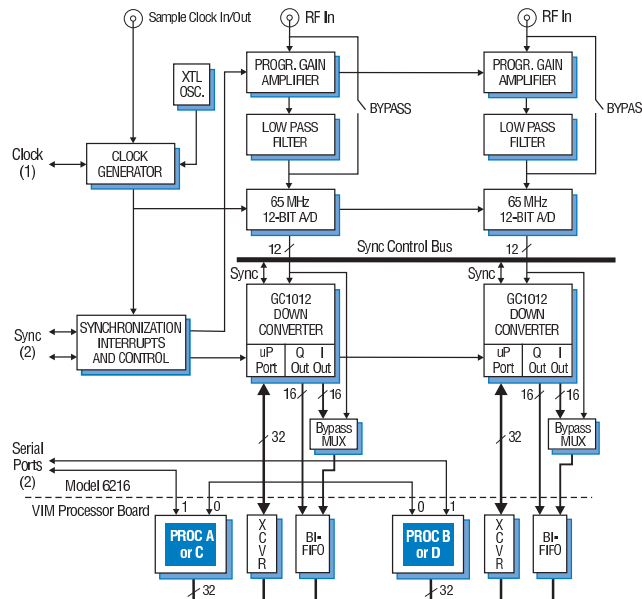 Sample Clock In/Out
RF In
RF In
XTL
OSC.
PROGR. GAIN
AMPLIFIER
PROGR. GAIN
AMPLIFIER
BYPASS
BYPAS
LOW PASS
FILTER
LOW PASS
FILTER
Clock
(1)
CLOCK
GENERATOR
65 MHz
12-BIT A/D
65 MHz
12-BIT A/D
12
Sync Control Bus
12
Sync
Sync
GC1012
DOWN
CONVERTER
GC1012
DOWN
CONVERTER
Sync
(2)
SYNCHRONIZATION
INTERRUPTS
AND CONTROL
uP
Port
Q
Out
I
Out
uP
Port
Q
Out
I
Out
16
16
16
16
32
Bypass
MUX
32
Bypass
MUX
Serial
Ports
(2)
Model 6216
VIM Processor Board
1
0
0
1
PROC A
or C
X
C
V
R
BI-
FIFO
PROC B
or D
X
C
V
R
BI-
FIFO
32
32